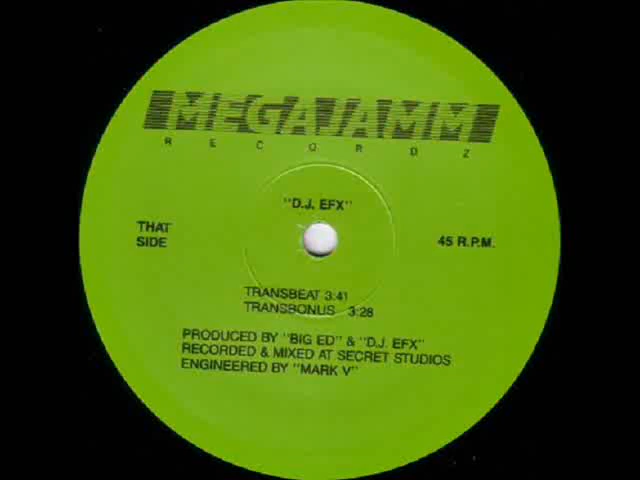 MEGAJAMM
RECORDZ
"D.J. EFX"
THAT
SIDE
45 R.P.M.
TRANSBEAT 3:41
TRANSBONUS 3:28
PRODUCED BY "BIG ED" & "D.J. EFX"
RECORDED & MIXED AT SECRET STUDIOS
ENGINEERED BY "MARK V"